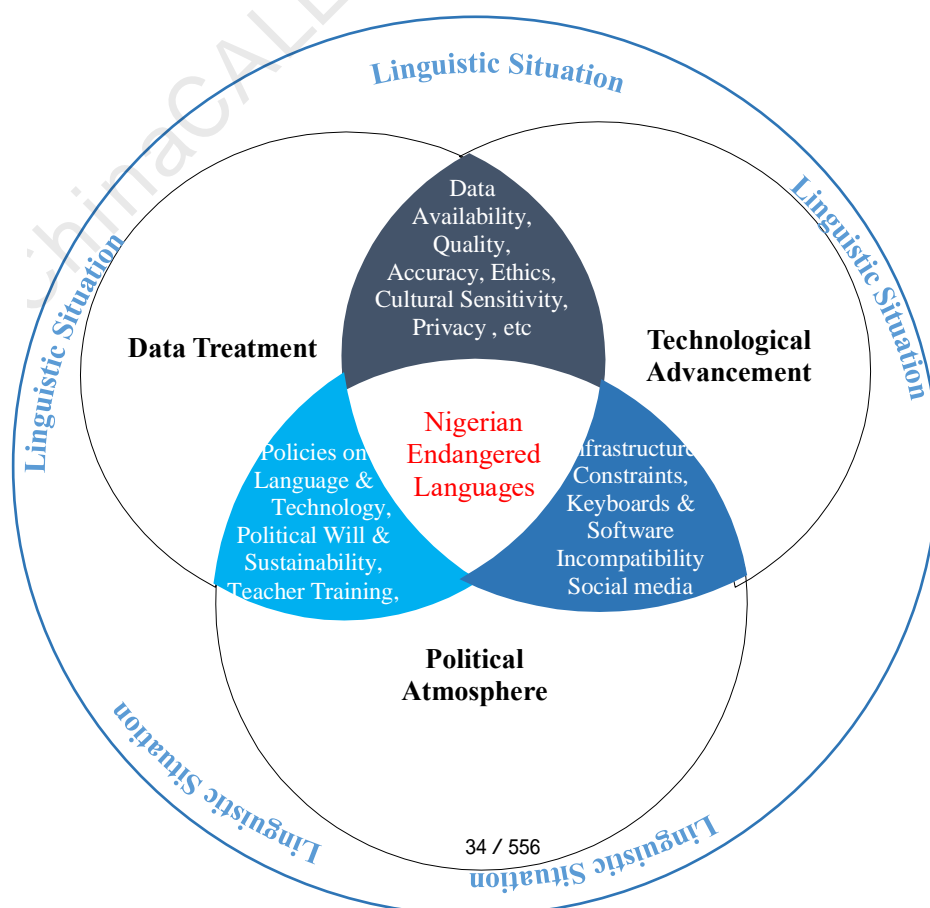 Linguistic Situation
Linguistic Situation
Linguistic Situation
Data
Availability,
Quality,
Accuracy, Ethics,
Cultural Sensitivity,
Privacy , etc
Data Treatment
Technological
Advancement
Nigerian
Endangered
Languages
Policies on
Language &
Technology,
Political Will &
Sustainability,
Teacher Training,
nfrastructure
Constraints,
Keyboards &
Software
Incompatibility
Social media
Political
Atmosphere
Linguistic Situation
Linguistic Situation
34 / 556